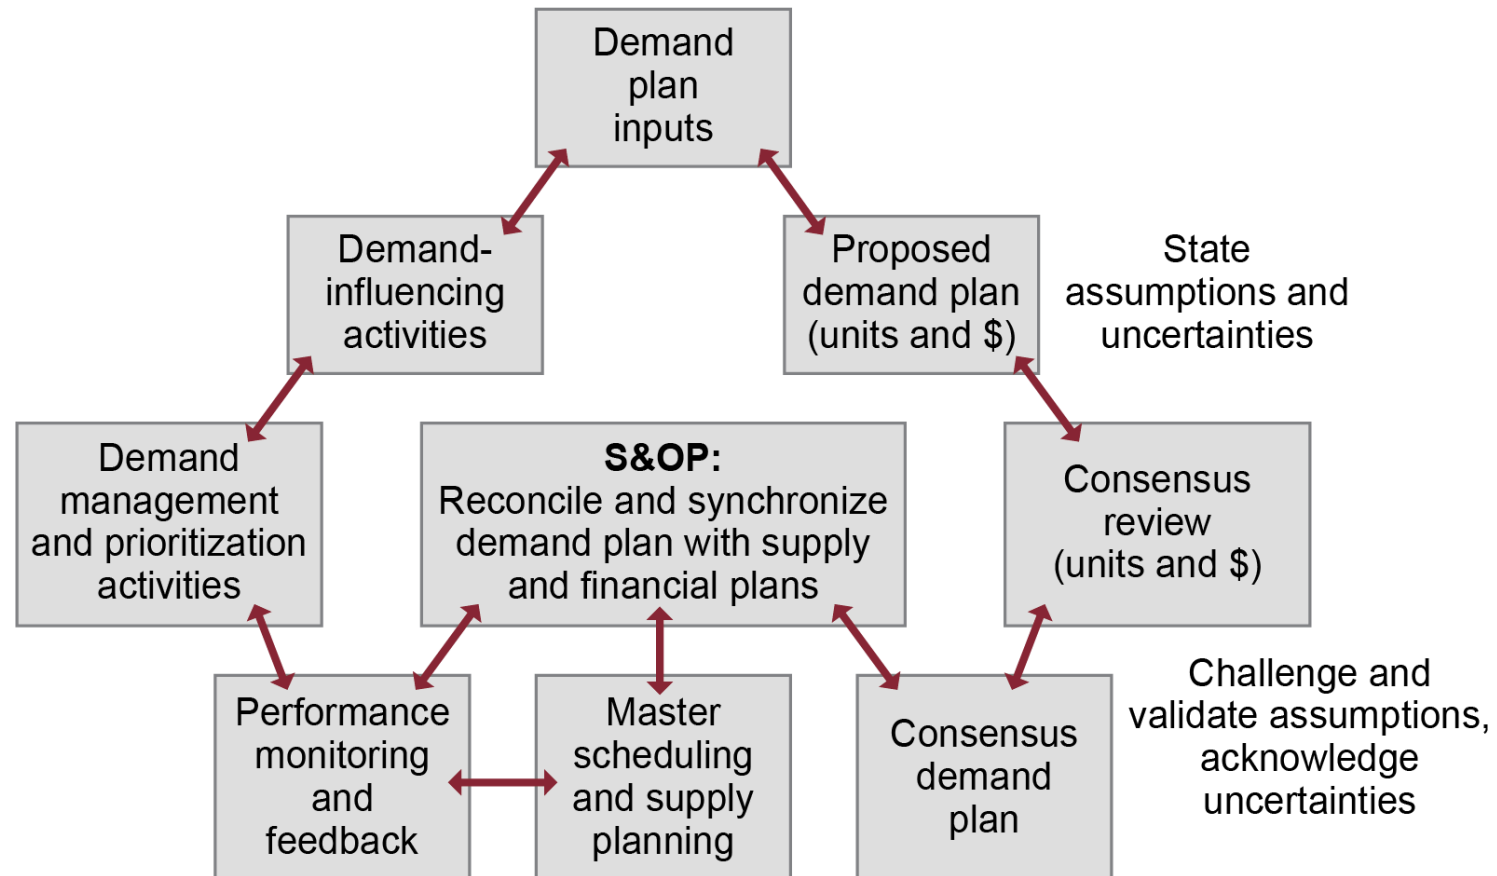 Demand
plan
inputs
Demand-
influencing
activities
Proposed
demand plan
(units and $)
State
assumptions and
uncertainties
Demand
management
and prioritization
activities
S&OP:
Reconcile and synchronize
demand plan with supply
and financial plans
Consensus
review
(units and $)
Performance
monitoring
and
feedback
Master
scheduling
and supply
planning
Consensus
demand
plan
Challenge and
validate assumptions,
acknowledge
uncertainties